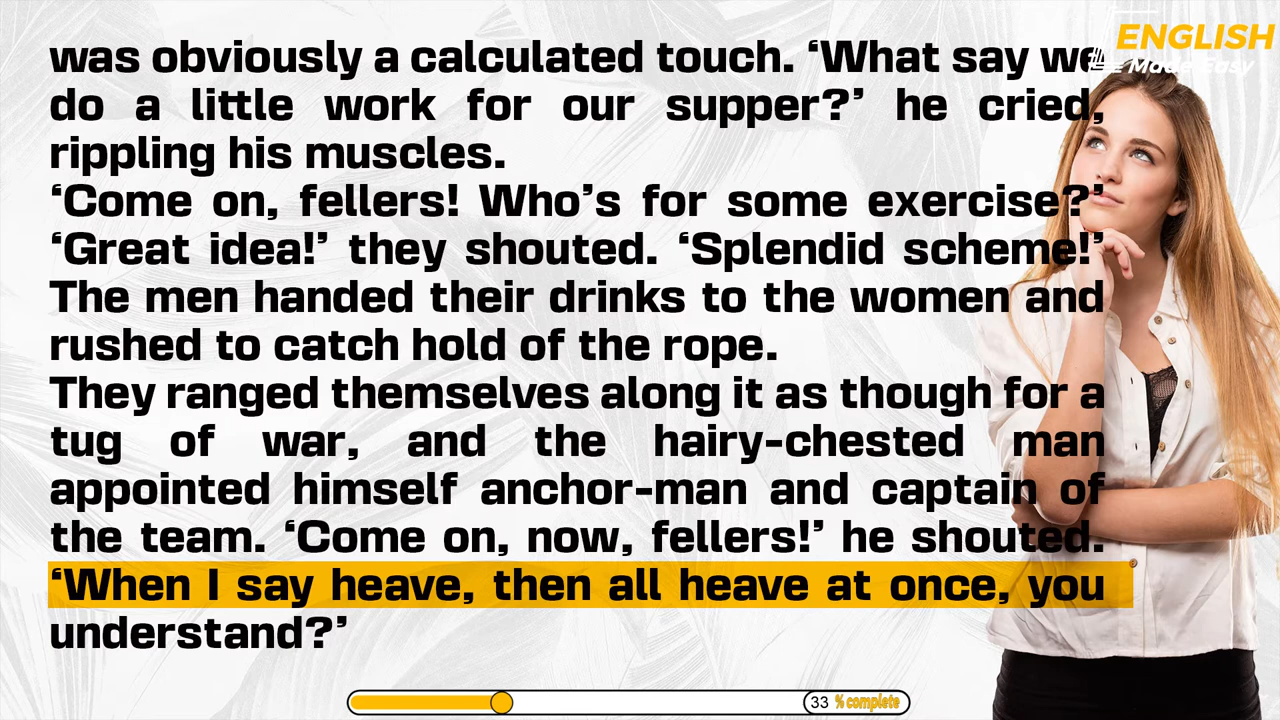 was obviously a calculated touch. ‘What say we
do a little work for our supper?’ he cried,
rippling his muscles.
‘Come on, fellers! Who’s for some exercise?’
‘Great idea!’ they shouted. ‘Splendid scheme!’
The men handed their drinks to the women and
rushed to catch hold of the rope.
They ranged themselves along it as though for a
tug of war, and the hairy-chested man
appointed himself anchor-man and captain of
the team. ‘Come on, now, fellers!’ he shouted.
‘When I say heave, then all heave at once, you
understand?’
ENGLISH
Made Easy
33 % complete